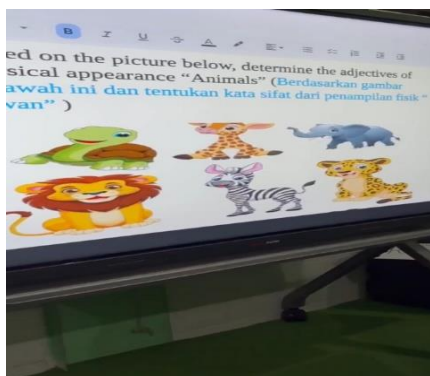 B I U S A
ed on the picture below, determine the adjectives of
sical appearance “Animals” (Berdasarkan gambar
awah ini dan tentukan kata sifat dari penampilan fisik “
wan” )